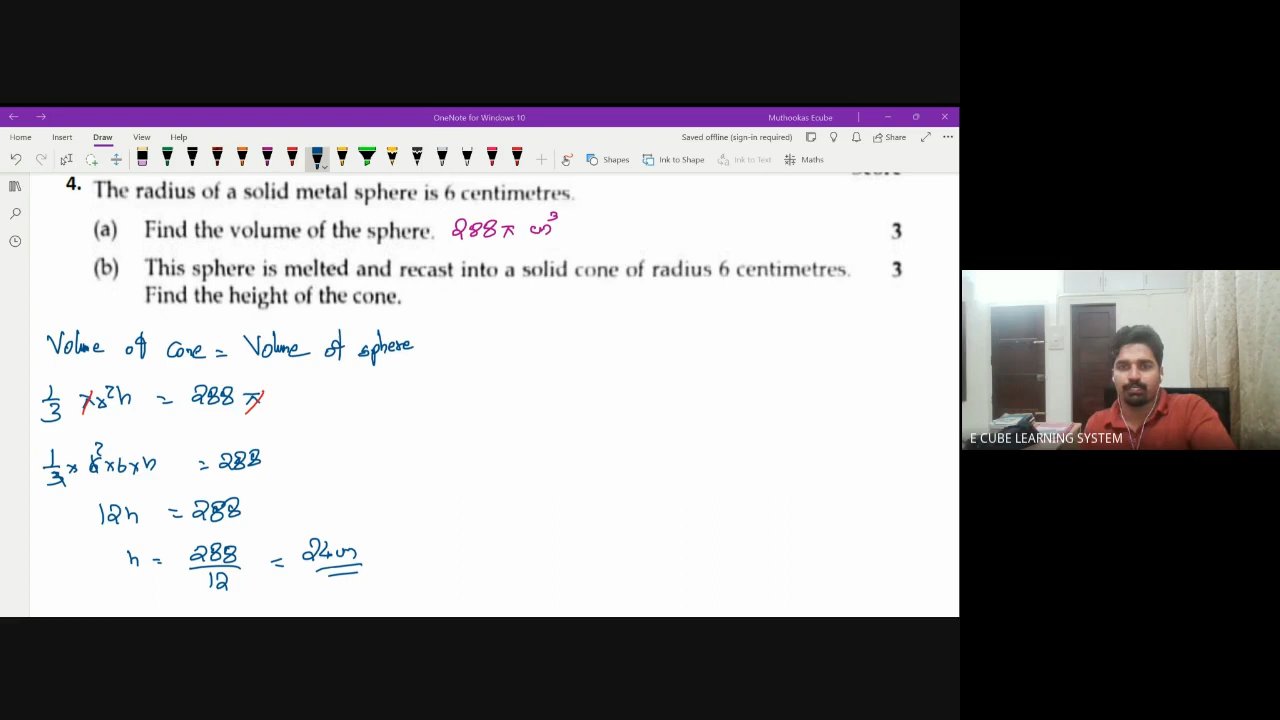 OneNote for Windows 10
Muthookas Ecube
Home Insert Draw View Help
Saved offline (sign-in required) Share
Shapes Ink to Shape Ink to Text Maths
4. The radius of a solid metal sphere is 6 centimetres.
(a) Find the volume of the sphere. 288π cm³ 3
(b) This sphere is melted and recast into a solid cone of radius 6 centimetres. 3
Find the height of the cone.
Volume of cone = Volume of sphere
1/3 πr²h = 288 π
1/3 × 6 2 × 6 × h = 288
12h = 288
h = 288/12 = 24cm
E CUBE LEARNING SYSTEM